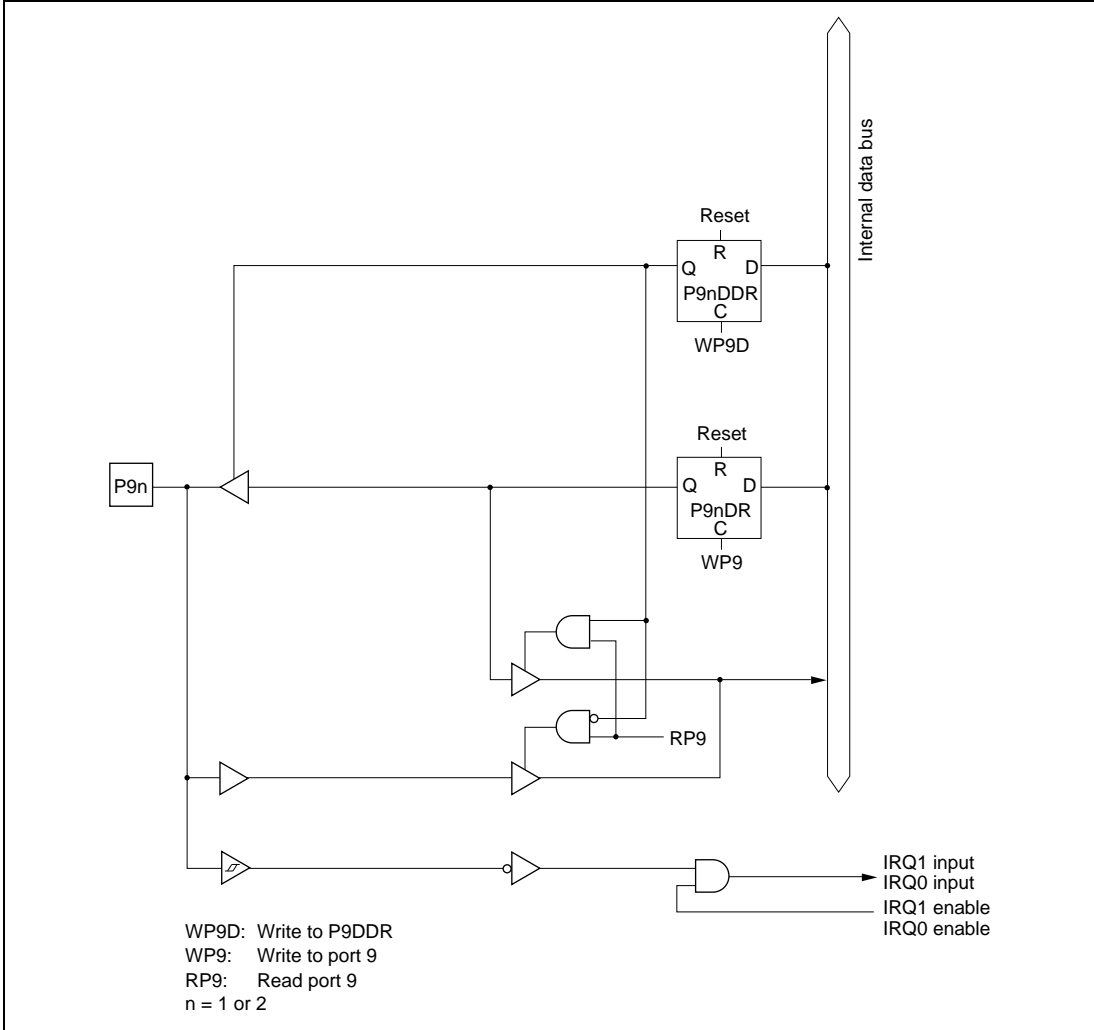 Internal data bus
Reset
R
Q D
P9nDDR
C
WP9D
Reset
R
P9n
Q D
P9nDR
C
WP9
RP9
IRQ1 input
IRQ0 input
IRQ1 enable
IRQ0 enable
WP9D: Write to P9DDR
WP9: Write to port 9
RP9: Read port 9
n = 1 or 2